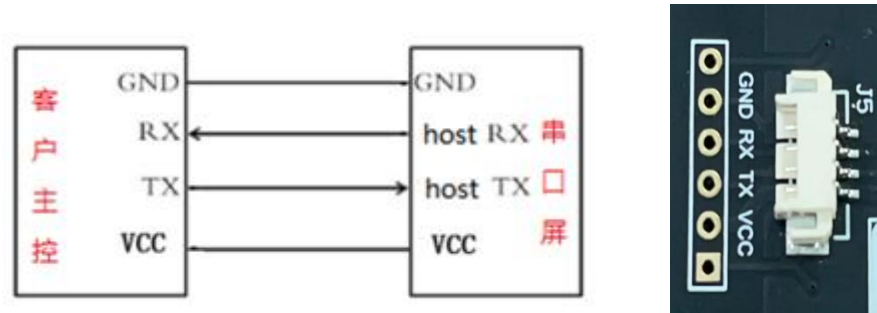 客户主控
GND
RX
TX
VCC
GND
host RX
host TX
VCC
串口屏
GND RX TX VCC
J5